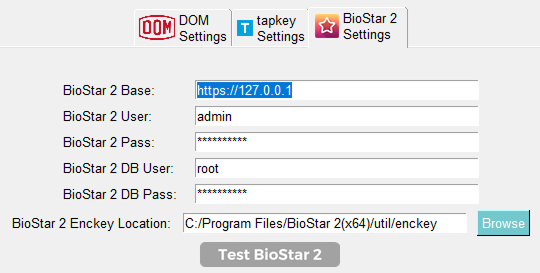 DOM
DOM
Settings
T
tapkey
Settings
BioStar 2
Settings
BioStar 2 Base: https://127.0.0.1
BioStar 2 User: admin
BioStar 2 Pass: **********
BioStar 2 DB User: root
BioStar 2 DB Pass: **********
BioStar 2 Enckey Location: C:/Program Files/BioStar 2(x64)/util/enckey Browse
Test BioStar 2